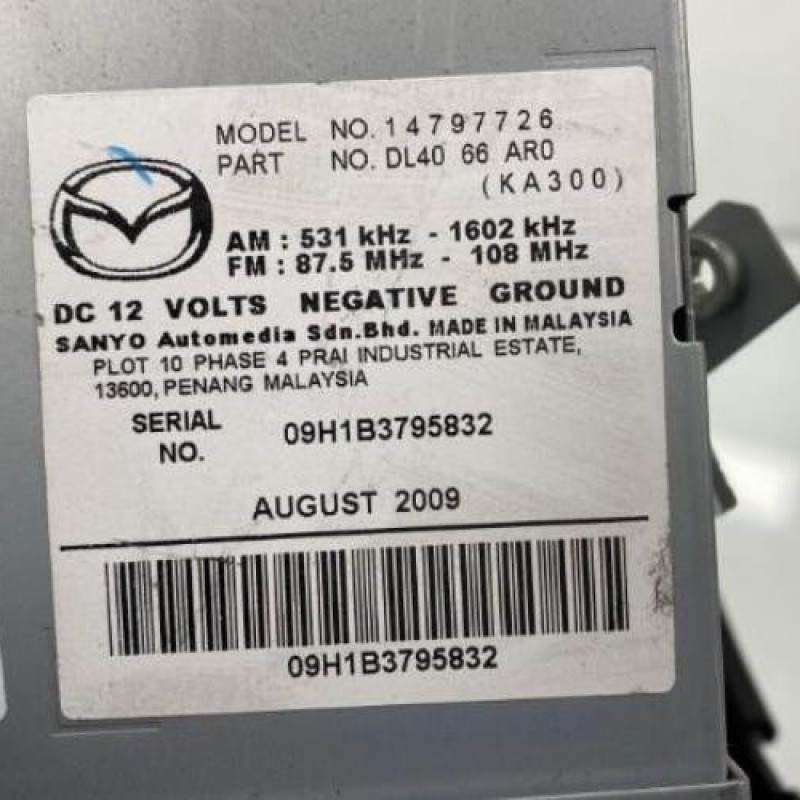 MODEL NO. 14797726
PART NO. DL40 66 AR0
(KA300)
AM : 531 kHz - 1602 kHz
FM : 87.5 MHz - 108 MHz
DC 12 VOLTS NEGATIVE GROUND
SANYO Automedia Sdn.Bhd. MADE IN MALAYSIA
PLOT 10 PHASE 4 PRAI INDUSTRIAL ESTATE,
13600, PENANG MALAYSIA
SERIAL
NO. 09H1B3795832
AUGUST 2009
09H1B3795832